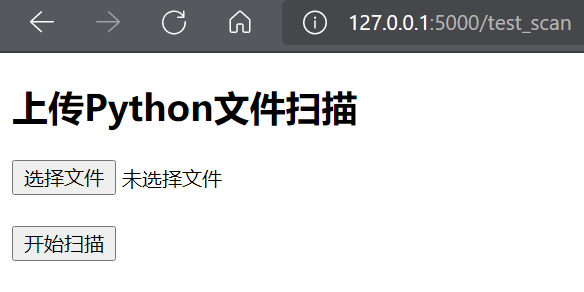 127.0.0.1:5000/test_scan
上传Python文件扫描
选择文件 未选择文件
开始扫描